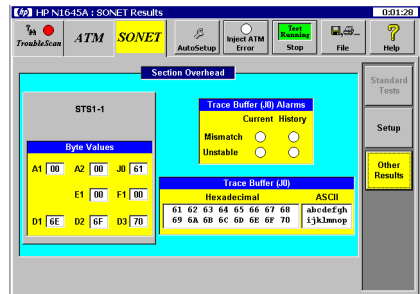 HP N1645A : SONET Results
0:01:28
TroubleScan
ATM
SONET
AutoSetup
Inject ATM Error
Test Running
Stop
File
Help
Section Overhead
STS1-1
Byte Values
A1 00 A2 00 J0 61
E1 00 F1 00
D1 6E D2 6F D3 70
Trace Buffer (J0) Alarms
Current History
Mismatch
Unstable
Trace Buffer (J0)
Hexadecimal ASCII
61 62 63 64 65 66 67 68 abcdefgh
69 6A 6B 6C 6D 6E 6F 70 ijklmnop
Standard Tests
Setup
Other Results